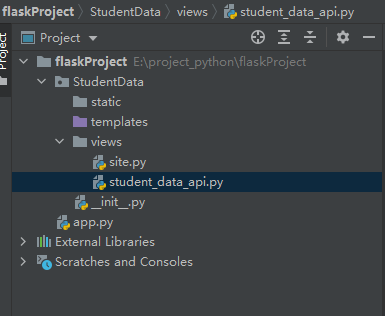 flaskProject StudentData views student_data_api.py
Project
Project
flaskProject E:\project_python\flaskProject
StudentData
static
templates
views
site.py
student_data_api.py
__init__.py
app.py
External Libraries
Scratches and Consoles